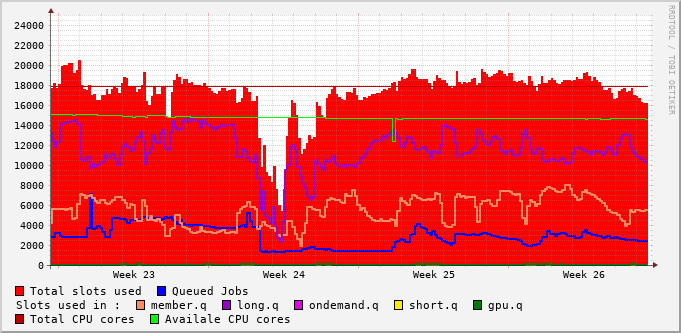 24000
22000
20000
18000
16000
14000
12000
10000
8000
6000
4000
2000
0
Week 23 Week 24 Week 25 Week 26
RRDTOOL / TOBI OETIKER
Total slots used Queued Jobs
Slots used in : member.q long.q ondemand.q short.q gpu.q
Total CPU cores Availale CPU cores